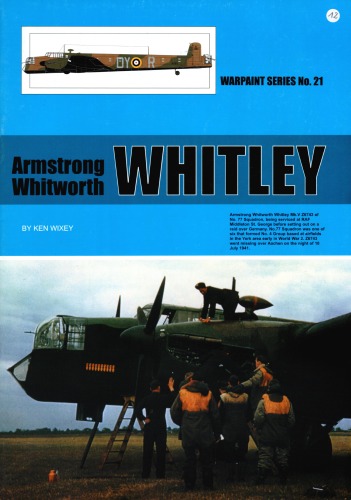 12
DY R
WARPAINT SERIES No. 21
Armstrong
Whitworth
WHITLEY
BY KEN WIXEY
Armstrong Whitworth Whitley Mk.V Z6743 of
No. 77 Squadron, being serviced at RAF
Middleton St. George before setting out on a
raid over Germany. No.77 Squadron was one of
six that formed No. 4 Group based at airfields
in the York area early in World War 2. Z6743
went missing over Aachen on the night of 10
July 1941.